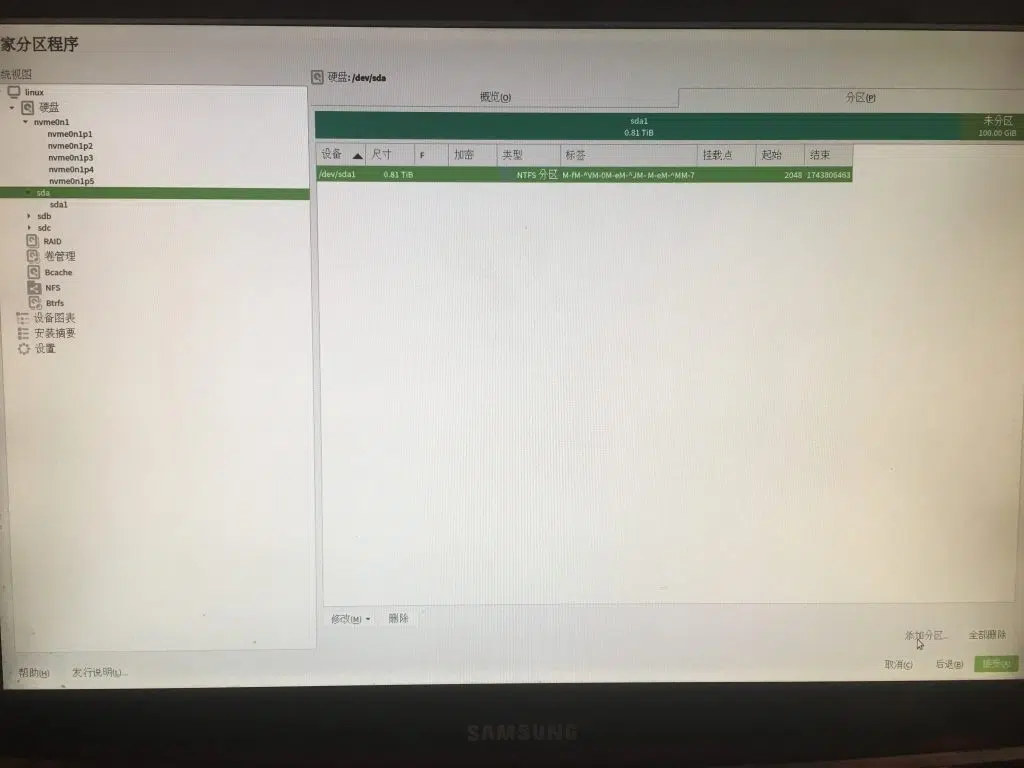 家分区程序
统视图
linux
硬盘
nvme0n1
nvme0n1p1
nvme0n1p2
nvme0n1p3
nvme0n1p4
nvme0n1p5
sda
sda1
sdb
sdc
RAID
卷管理
Bcache
NFS
Btrfs
设备图表
安装摘要
设置
硬盘: /dev/sda
概览(O) 分区(P)
sda1 未分区
0.81 TiB 100.00 GiB
设备 尺寸 F 加密 类型 标签 挂载点 起始 结束
/dev/sda1 0.81 TiB NTFS 分区 M-fM-^VM-0M-eM-^JM- M-eM-^MM-7 2048 1743806463
修改(M) 删除
添加分区... 全部删除
帮助(H) 发行说明(L)... 取消(C) 后退(B) 接受(A)
SAMSUNG